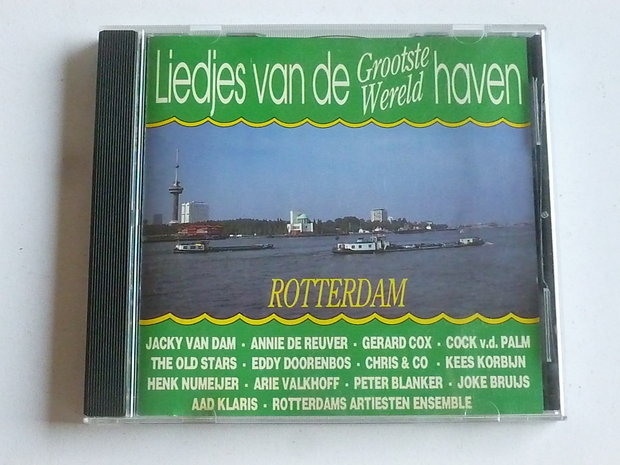 Liedjes van de Grootste Wereld haven
ROTTERDAM
JACKY VAN DAM · ANNIE DE REUVER · GERARD COX · COCK v.d. PALM
THE OLD STARS · EDDY DOORENBOS · CHRIS & CO · KEES KORBIJN
HENK NUMEIJER · ARIE VALKHOFF · PETER BLANKER · JOKE BRUIJS
AAD KLARIS · ROTTERDAMS ARTIESTEN ENSEMBLE